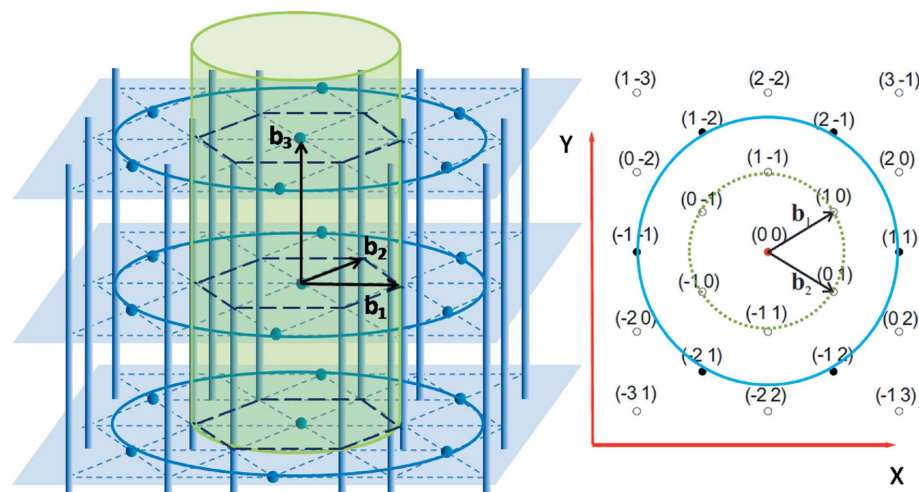 b3
b2
b1
Y
(1 -3) (2 -2) (3 -1)
(1 -2) (2 -1)
(0 -2) (1 -1) (2 0)
(0 -1) (1 0)
b1
(-1 -1) (0 0) (1 1)
b2
(-1 0) (0 1)
(-2 0) (-1 1) (0 2)
(-2 1) (-1 2)
(-3 1) (-2 2) (-1 3)
X